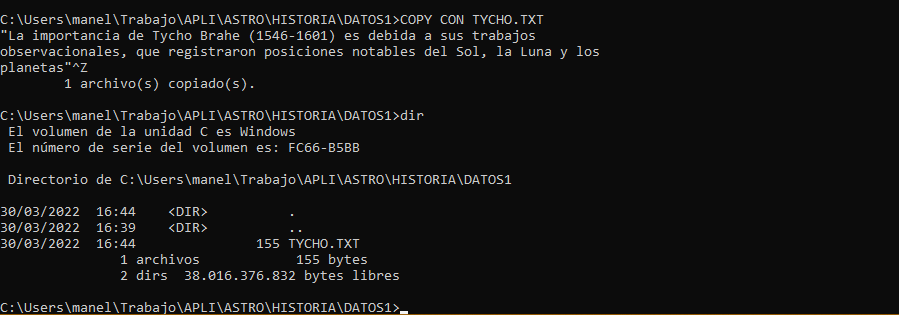 C:\Users\manel\Trabajo\APLI\ASTRO\HISTORIA\DATOS1>COPY CON TYCHO.TXT
"La importancia de Tycho Brahe (1546-1601) es debida a sus trabajos
observacionales, que registraron posiciones notables del Sol, la Luna y los
planetas"^Z
        1 archivo(s) copiado(s).

C:\Users\manel\Trabajo\APLI\ASTRO\HISTORIA\DATOS1>dir
 El volumen de la unidad C es Windows
 El número de serie del volumen es: FC66-B5BB

 Directorio de C:\Users\manel\Trabajo\APLI\ASTRO\HISTORIA\DATOS1

30/03/2022  16:44    <DIR>          .
30/03/2022  16:39    <DIR>          ..
30/03/2022  16:44               155 TYCHO.TXT
               1 archivos            155 bytes
               2 dirs  38.016.376.832 bytes libres

C:\Users\manel\Trabajo\APLI\ASTRO\HISTORIA\DATOS1>